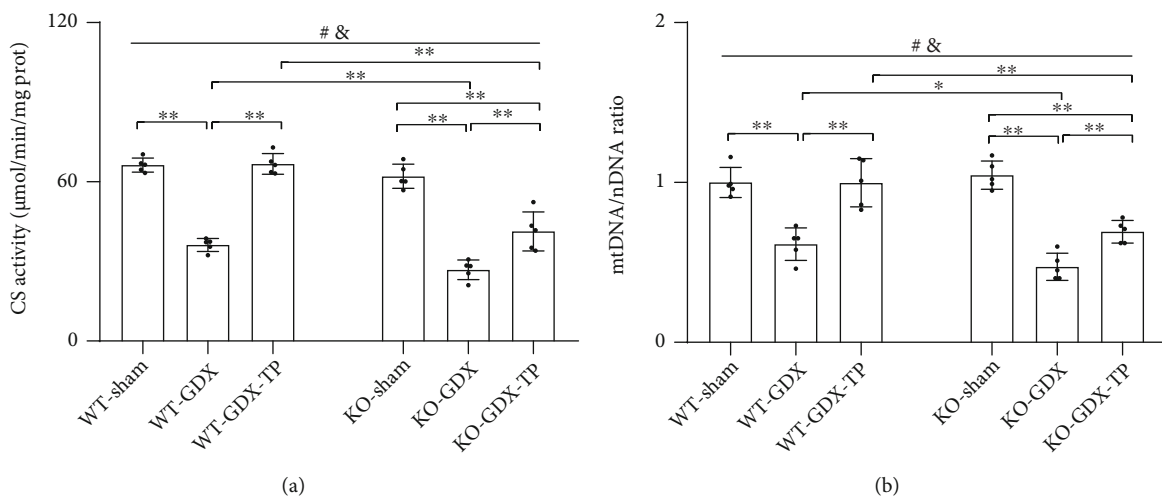 120
60
0
CS activity (μmol/min/mg prot)
# &
**
**
**
**
**
**
**
WT-sham
WT-GDX
WT-GDX-TP
KO-sham
KO-GDX
KO-GDX-TP
(a)
2
1
0
mtDNA/nDNA ratio
# &
**
*
**
**
**
**
**
WT-sham
WT-GDX
WT-GDX-TP
KO-sham
KO-GDX
KO-GDX-TP
(b)